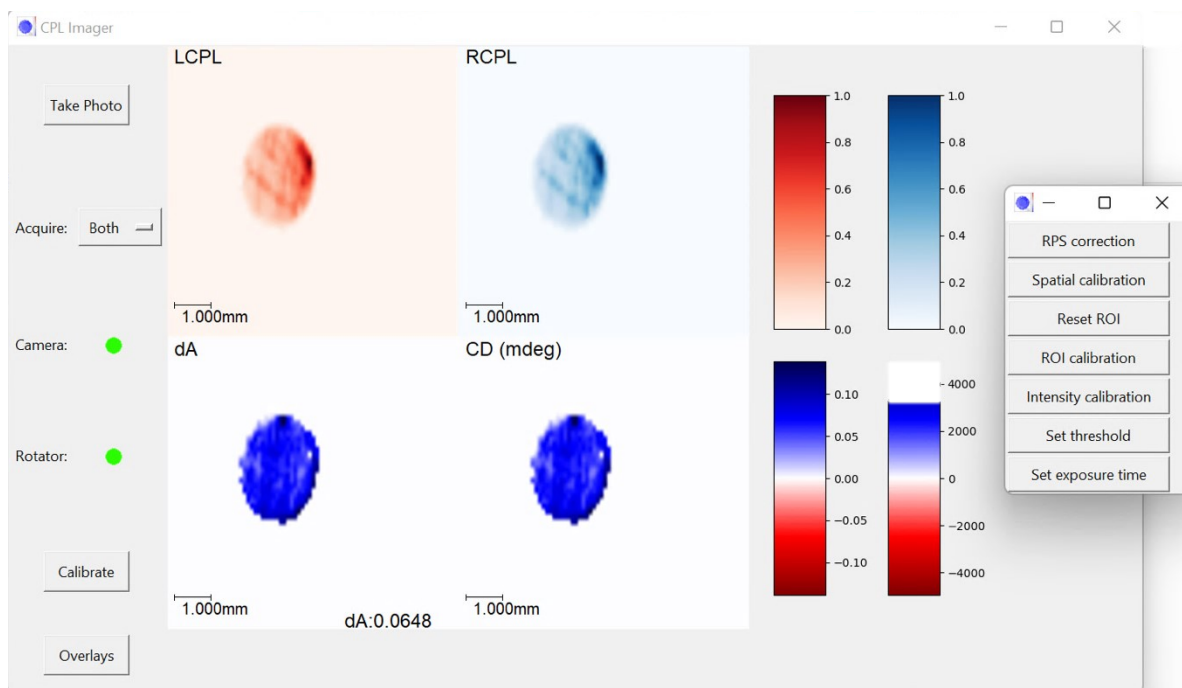 CPL Imager
Take Photo
Acquire: Both
Camera:
Rotator:
Calibrate
Overlays
LCPL
1.000mm
RCPL
1.000mm
dA
1.000mm
dA:0.0648
CD (mdeg)
1.000mm
1.0
0.8
0.6
0.4
0.2
0.0
1.0
0.8
0.6
0.4
0.2
0.0
0.10
0.05
0.00
−0.05
−0.10
4000
2000
0
−2000
−4000
RPS correction
Spatial calibration
Reset ROI
ROI calibration
Intensity calibration
Set threshold
Set exposure time